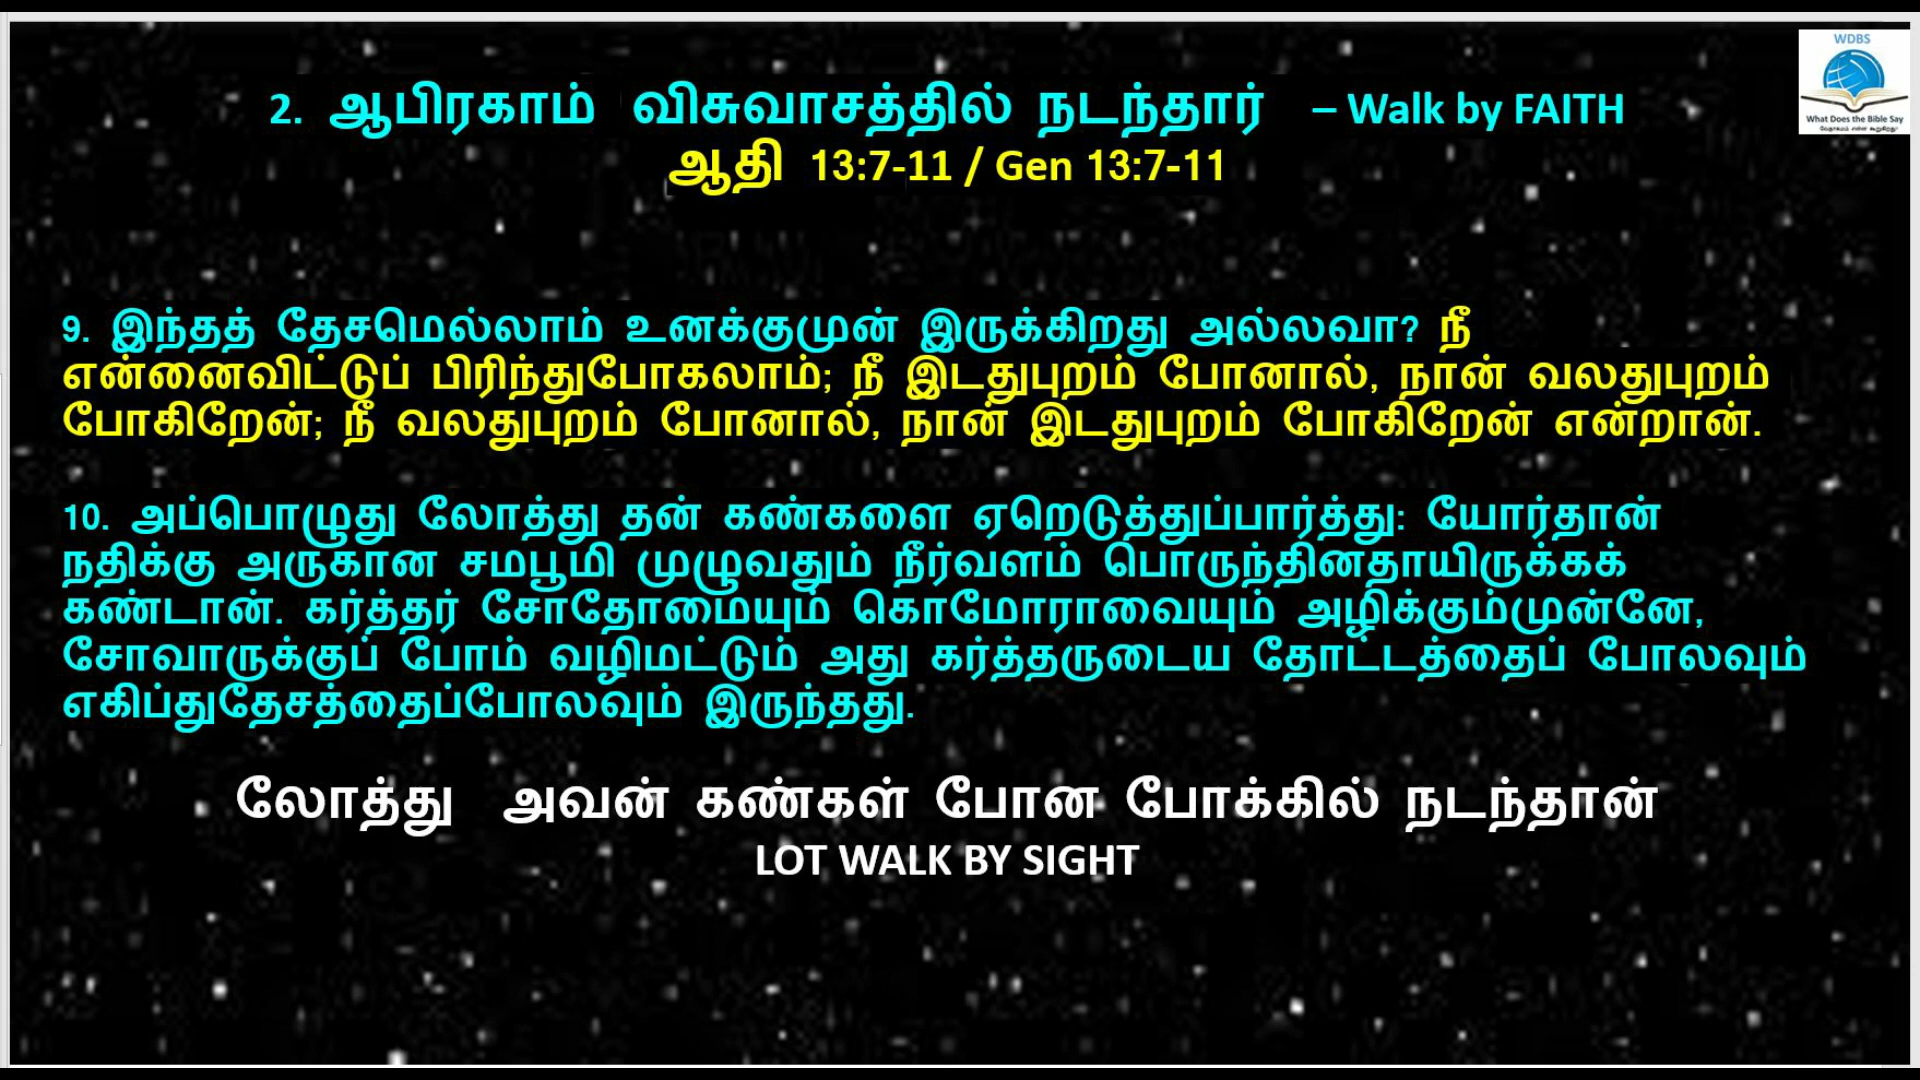 WDBS
What Does the Bible Say
வேதாகமம் என்ன கூறுகிறது?
2. ஆபிரகாம் விசுவாசத்தில் நடந்தார் – Walk by FAITH
ஆதி 13:7-11 / Gen 13:7-11
9. இந்தத் தேசமெல்லாம் உனக்குமுன் இருக்கிறது அல்லவா? நீ
என்னைவிட்டுப் பிரிந்துபோகலாம்; நீ இடதுபுறம் போனால், நான் வலதுபுறம்
போகிறேன்; நீ வலதுபுறம் போனால், நான் இடதுபுறம் போகிறேன் என்றான்.
10. அப்பொழுது லோத்து தன் கண்களை ஏறெடுத்துப்பார்த்து: யோர்தான்
நதிக்கு அருகான சமபூமி முழுவதும் நீர்வளம் பொருந்தினதாயிருக்கக்
கண்டான். கர்த்தர் சோதோமையும் கொமோராவையும் அழிக்கும்முன்னே,
சோவாருக்குப் போம் வழிமட்டும் அது கர்த்தருடைய தோட்டத்தைப் போலவும்
எகிப்துதேசத்தைப்போலவும் இருந்தது.
லோத்து அவன் கண்கள் போன போக்கில் நடந்தான்
LOT WALK BY SIGHT